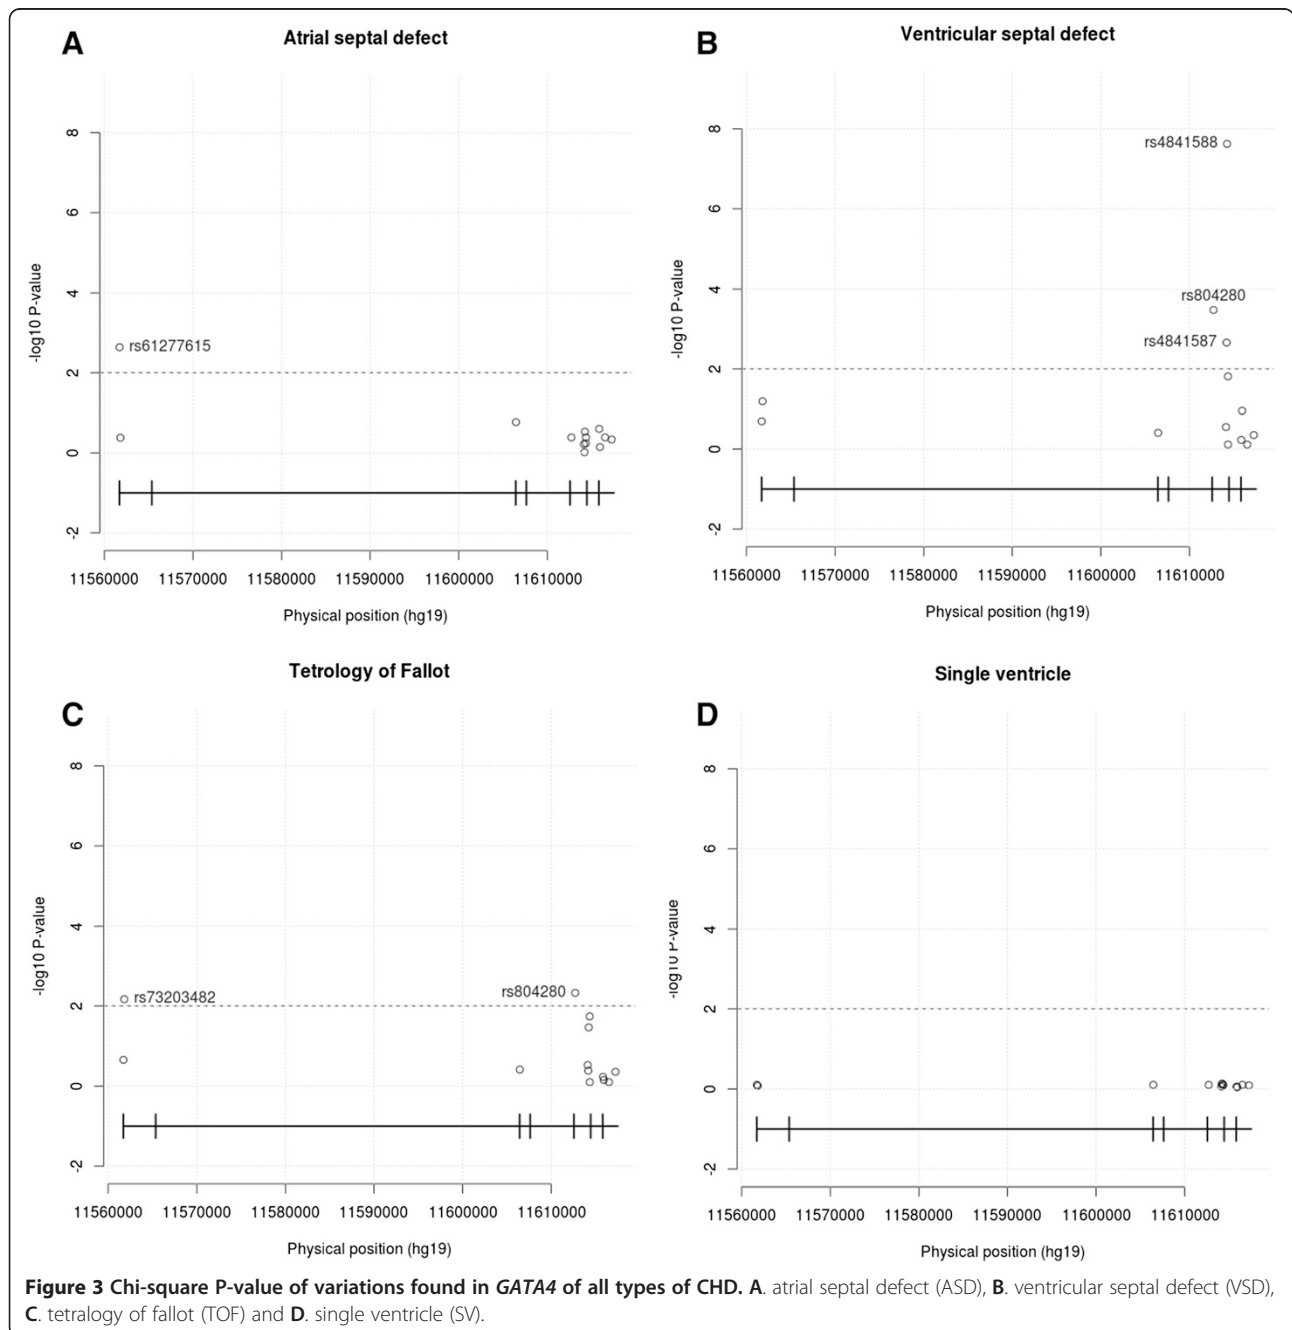 A
Atrial septal defect
-log10 P-value
8
6
4
2
0
-2
rs61277615
11560000 11570000 11580000 11590000 11600000 11610000
Physical position (hg19)
B
Ventricular septal defect
-log10 P-value
8
6
4
2
0
-2
rs4841588
rs804280
rs4841587
11560000 11570000 11580000 11590000 11600000 11610000
Physical position (hg19)
C
Tetrology of Fallot
-log10 P-value
8
6
4
2
0
-2
rs73203482
rs804280
11560000 11570000 11580000 11590000 11600000 11610000
Physical position (hg19)
D
Single ventricle
-log10 P-value
8
6
4
2
0
-2
11560000 11570000 11580000 11590000 11600000 11610000
Physical position (hg19)
Figure 3 Chi-square P-value of variations found in GATA4 of all types of CHD. A. atrial septal defect (ASD), B. ventricular septal defect (VSD),
C. tetralogy of fallot (TOF) and D. single ventricle (SV).